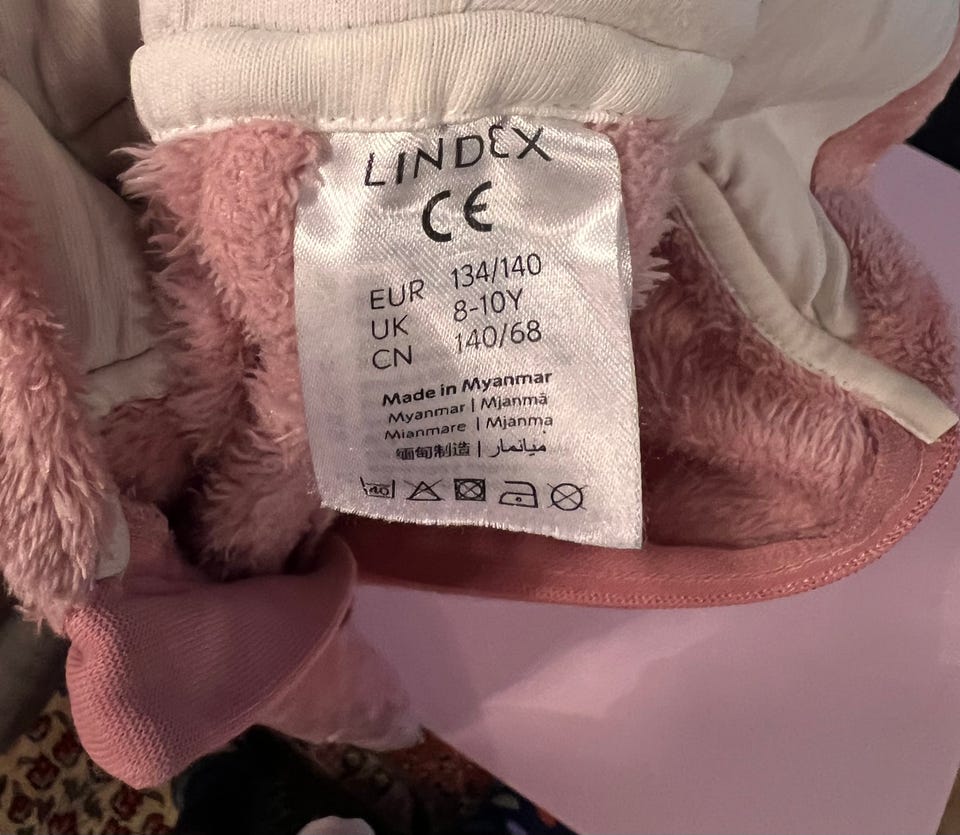 LINDEX
CE
EUR 134/140
UK 8-10Y
CN 140/68
Made in Myanmar
Myanmar | Mjanmā
Mianmare | Mjanma
缅甸制造 | ميانمار
40